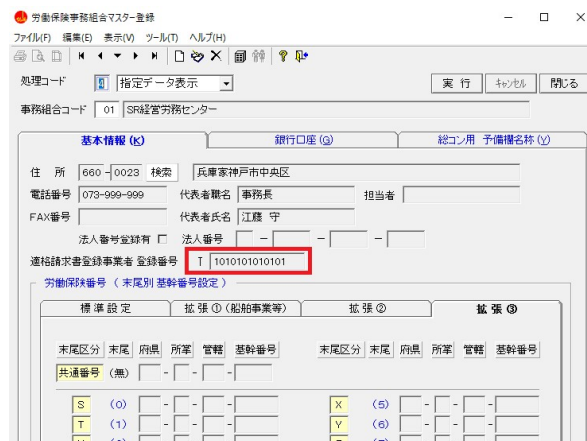 労働保険事務組合マスター登録
ファイル(F) 編集(E) 表示(V) ツール(T) ヘルプ(H)
処理コード 指定データ表示 実 行 キャンセル 閉じる
事務組合コード 01 SR経営労務センター
基本情報(K) 銀行口座(G) 総コン用 予備欄名称(Y)
住 所 660 - 0023 検索 兵庫家神戸市中央区
電話番号 073-999-999 代表者職名 事務長 担当者
FAX番号 代表者氏名 江藤 守
法人番号登録有 法人番号 - - -
適格請求書登録事業者 登録番号 T 1010101010101
労働保険番号 ( 末尾別 基幹番号設定 )
標 準 設 定 拡 張 ① (船舶事業等) 拡 張 ② 拡 張 ③
末尾区分 末尾 府県 所掌 管轄 基幹番号 末尾区分 末尾 府県 所掌 管轄 基幹番号
共通番号 (無) - - -
S (0) - - - X (5) - - -
T (1) - - - Y (6) - - -